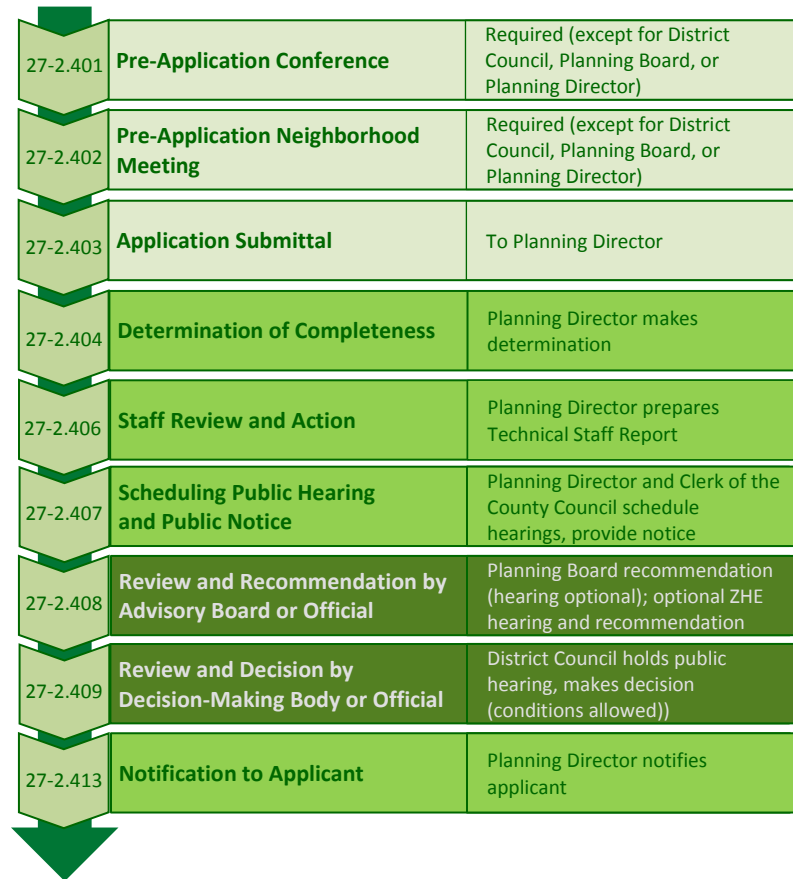 27-2.401
Pre-Application Conference
Required (except for District
Council, Planning Board, or
Planning Director)
27-2.402
Pre-Application Neighborhood
Meeting
Required (except for District
Council, Planning Board, or
Planning Director)
27-2.403
Application Submittal
To Planning Director
27-2.404
Determination of Completeness
Planning Director makes
determination
27-2.406
Staff Review and Action
Planning Director prepares
Technical Staff Report
27-2.407
Scheduling Public Hearing
and Public Notice
Planning Director and Clerk of the
County Council schedule
hearings, provide notice
27-2.408
Review and Recommendation by
Advisory Board or Official
Planning Board recommendation
(hearing optional); optional ZHE
hearing and recommendation
27-2.409
Review and Decision by
Decision-Making Body or Official
District Council holds public
hearing, makes decision
(conditions allowed))
27-2.413
Notification to Applicant
Planning Director notifies
applicant